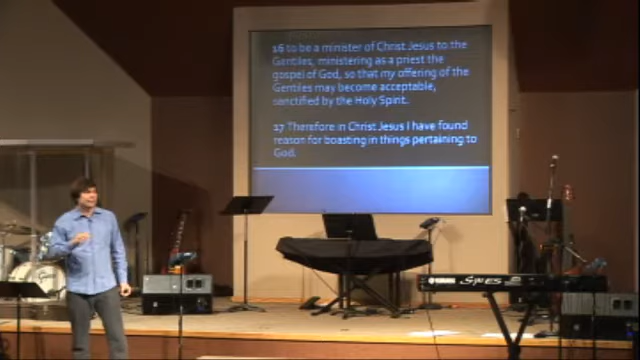 16 to be a minister of Christ Jesus to the
Gentiles, ministering as a priest the
gospel of God, so that my offering of the
Gentiles may become acceptable,
sanctified by the Holy Spirit.
17 Therefore in Christ Jesus I have found
reason for boasting in things pertaining to
God.
YAMAHA